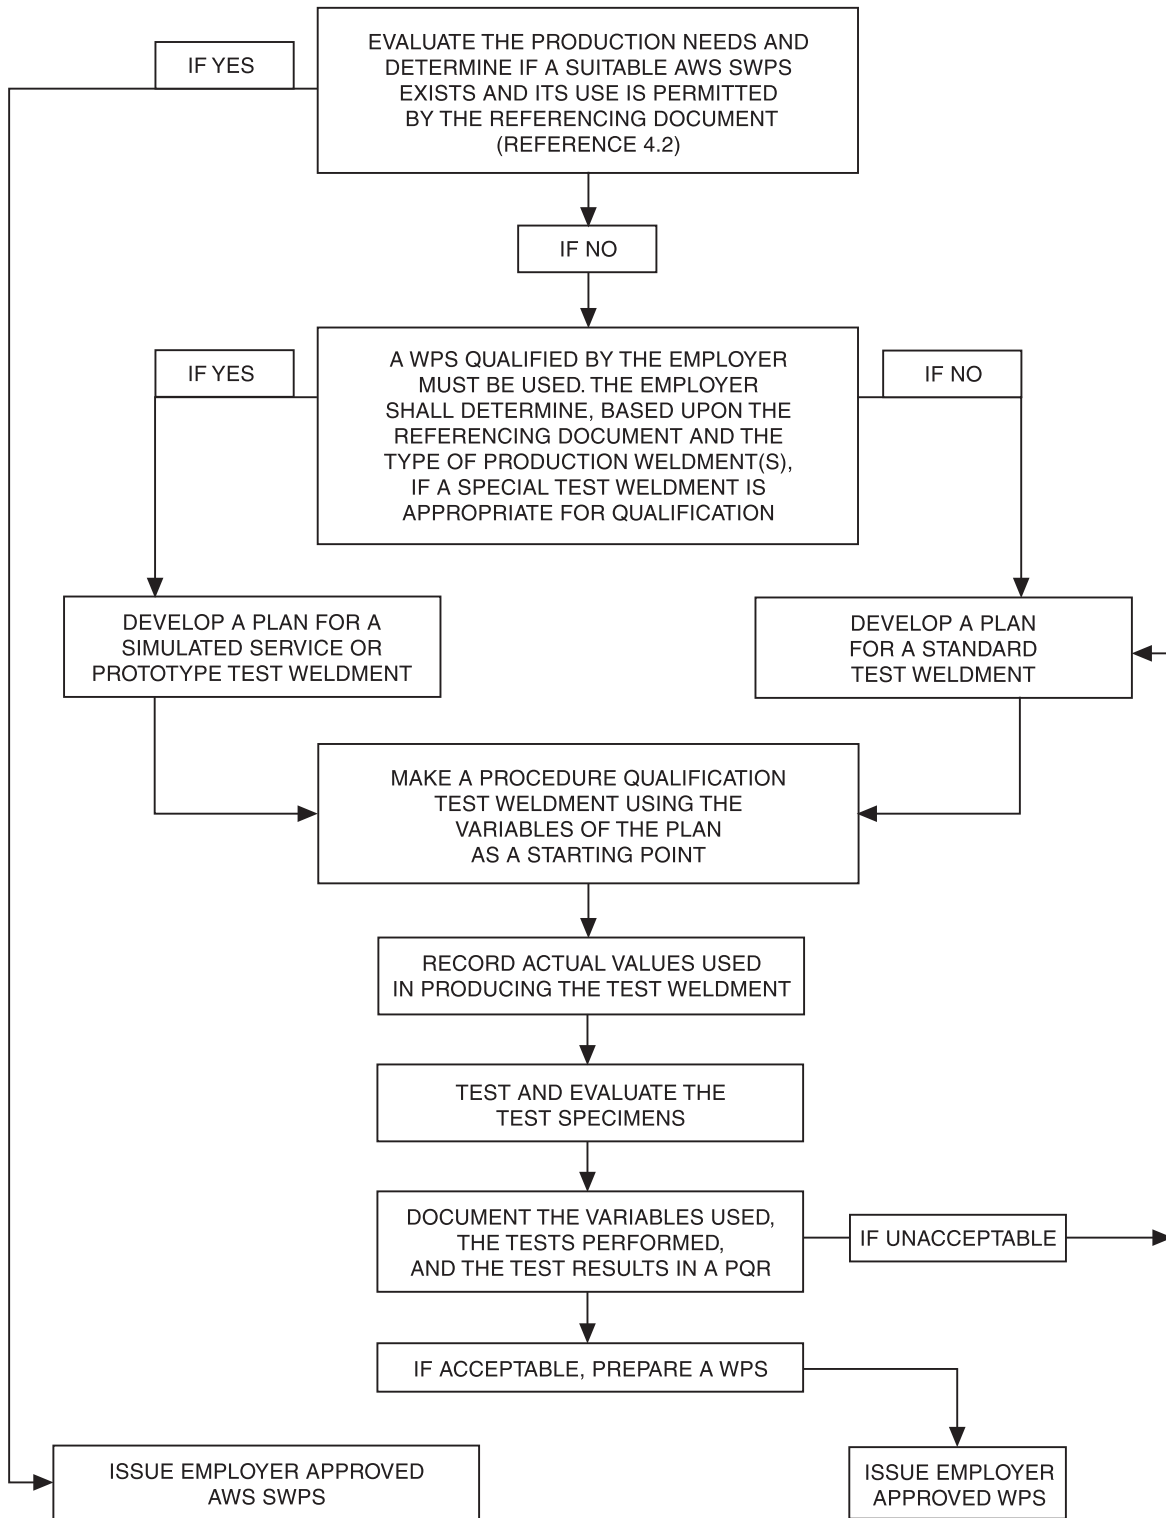 EVALUATE THE PRODUCTION NEEDS AND
DETERMINE IF A SUITABLE AWS SWPS
EXISTS AND ITS USE IS PERMITTED
BY THE REFERENCING DOCUMENT
(REFERENCE 4.2)
IF YES
IF NO
A WPS QUALIFIED BY THE EMPLOYER
MUST BE USED. THE EMPLOYER
SHALL DETERMINE, BASED UPON THE
REFERENCING DOCUMENT AND THE
TYPE OF PRODUCTION WELDMENT(S),
IF A SPECIAL TEST WELDMENT IS
APPROPRIATE FOR QUALIFICATION
IF YES
IF NO
DEVELOP A PLAN FOR A
SIMULATED SERVICE OR
PROTOTYPE TEST WELDMENT
DEVELOP A PLAN
FOR A STANDARD
TEST WELDMENT
MAKE A PROCEDURE QUALIFICATION
TEST WELDMENT USING THE
VARIABLES OF THE PLAN
AS A STARTING POINT
RECORD ACTUAL VALUES USED
IN PRODUCING THE TEST WELDMENT
TEST AND EVALUATE THE
TEST SPECIMENS
DOCUMENT THE VARIABLES USED,
THE TESTS PERFORMED,
AND THE TEST RESULTS IN A PQR
IF UNACCEPTABLE
IF ACCEPTABLE, PREPARE A WPS
ISSUE EMPLOYER APPROVED
AWS SWPS
ISSUE EMPLOYER
APPROVED WPS